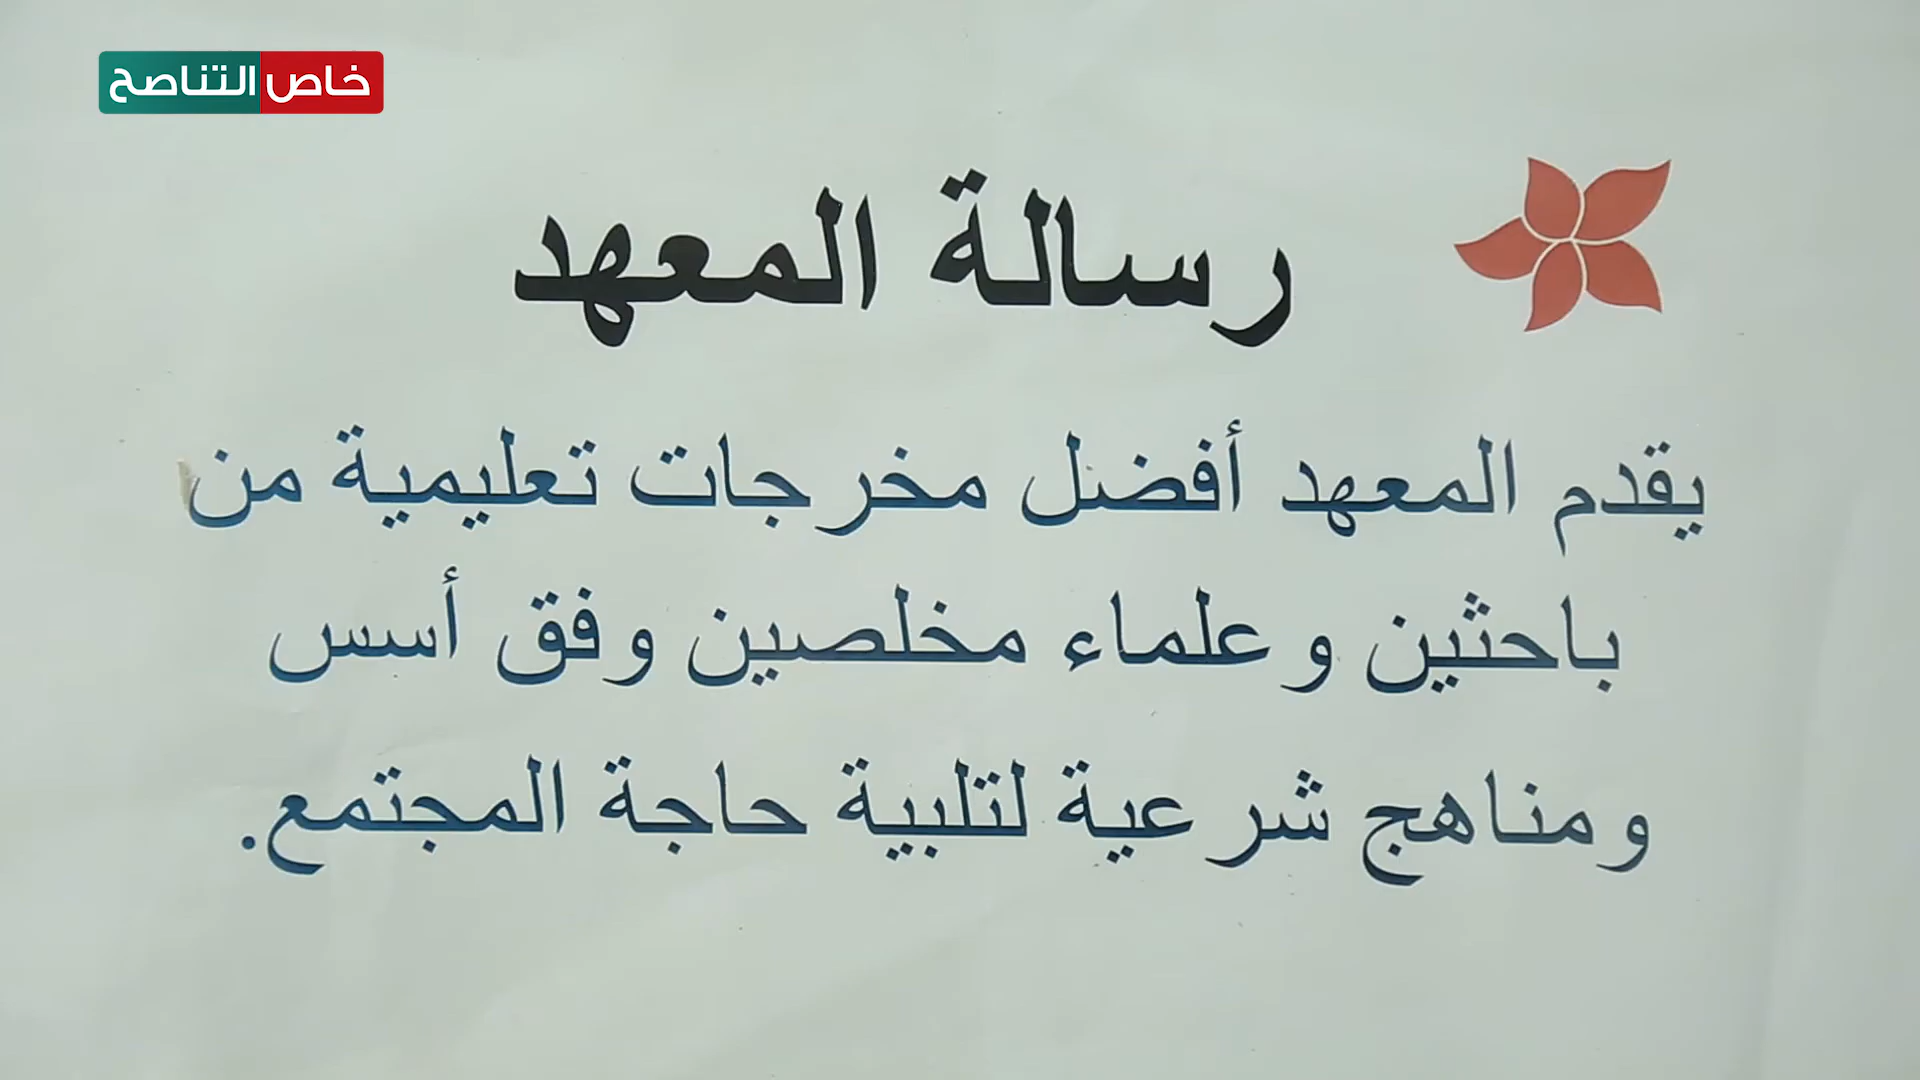 خاص التناصح
رسالة المعهد
يقدم المعهد أفضل مخرجات تعليمية من
باحثين وعلماء مخلصين وفق أسس
ومناهج شرعية لتلبية حاجة المجتمع.